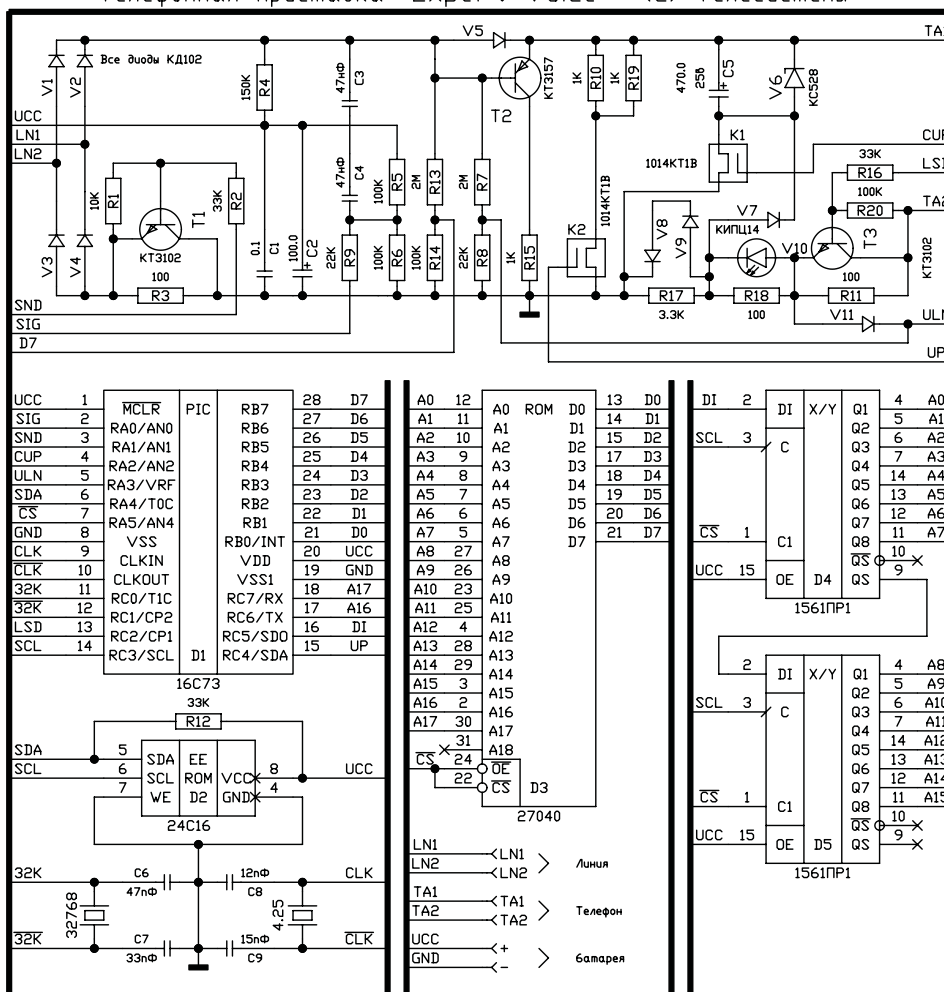 V5
TA1
Все диоды КД102
V1
V2
150K
R4
47нФ
C3
КТ3157
T2
1K
R10
1K
R19
470.0
25в
C5
V6
КС528
UCC
LN1
LN2
K1
CUP
1014КТ1В
LSD
33K
R16
100K
R20
TA2
10K
R1
33K
R2
T1
КТ3102
47нФ
C4
100K
R5
2M
R13
2M
R7
1014КТ1В
V7
КИПЦ14
V10
T3
КТ3102
V3
V4
100
R3
0.1
C1
100.0
C2
22K
R9
100K
R6
100K
R14
22K
R8
1K
R15
K2
V8
V9
R17
3.3K
R18
100
100
R11
V11
ULN
UP
SND
SIG
D7
UCC 1 MCLR PIC RB7 28 D7
SIG 2 RA0/AN0 RB6 27 D6
SND 3 RA1/AN1 RB5 26 D5
CUP 4 RA2/AN2 RB4 25 D4
ULN 5 RA3/VRF RB3 24 D3
SDA 6 RA4/T0C RB2 23 D2
CS 7 RA5/AN4 RB1 22 D1
GND 8 VSS RB0/INT 21 D0
CLK 9 CLKIN VDD 20 UCC
CLK 10 CLKOUT VSS1 19 GND
32K 11 RC0/T1C RC7/RX 18 A17
32K 12 RC1/CP2 RC6/TX 17 A16
LSD 13 RC2/CP1 RC5/SDO 16 DI
SCL 14 RC3/SCL D1 RC4/SDA 15 UP
16C73
33K
R12
SDA 5 SDA EE
SCL 6 SCL ROM VCC 8 UCC
7 WE D2 GND 4
24C16
32K C6 12пФ CLK
47пФ C8
32768
4.25
32K C7 15пФ CLK
33пФ C9
A0 12 A0 ROM D0 13 D0
A1 11 A1 D1 14 D1
A2 10 A2 D2 15 D2
A3 9 A3 D3 17 D3
A4 8 A4 D4 18 D4
A5 7 A5 D5 19 D5
A6 6 A6 D6 20 D6
A7 5 A7 D7 21 D7
A8 27 A8
A9 26 A9
A10 23 A10
A11 25 A11
A12 4 A12
A13 28 A13
A14 29 A14
A15 3 A15
A16 2 A16
A17 30 A17
31 A18
CS 24 OE
22 CS D3
27040
LN1 LN1
LN2 LN2
Линия
TA1 TA1
TA2 TA2
Телефон
UCC +
GND -
батарея
DI 2 DI X/Y Q1 4 A0
Q2 5 A1
SCL 3 C Q3 6 A2
Q4 7 A3
Q5 14 A4
Q6 13 A5
Q7 12 A6
CS 1 C1 Q8 11 A7
QS 10
UCC 15 OE D4 QS 9
1561ПР1
2 DI X/Y Q1 4 A8
Q2 5 A9
SCL 3 C Q3 6 A10
Q4 7 A11
Q5 14 A12
Q6 13 A13
Q7 12 A14
CS 1 C1 Q8 11 A15
QS 10
UCC 15 OE D5 QS 9
1561ПР1